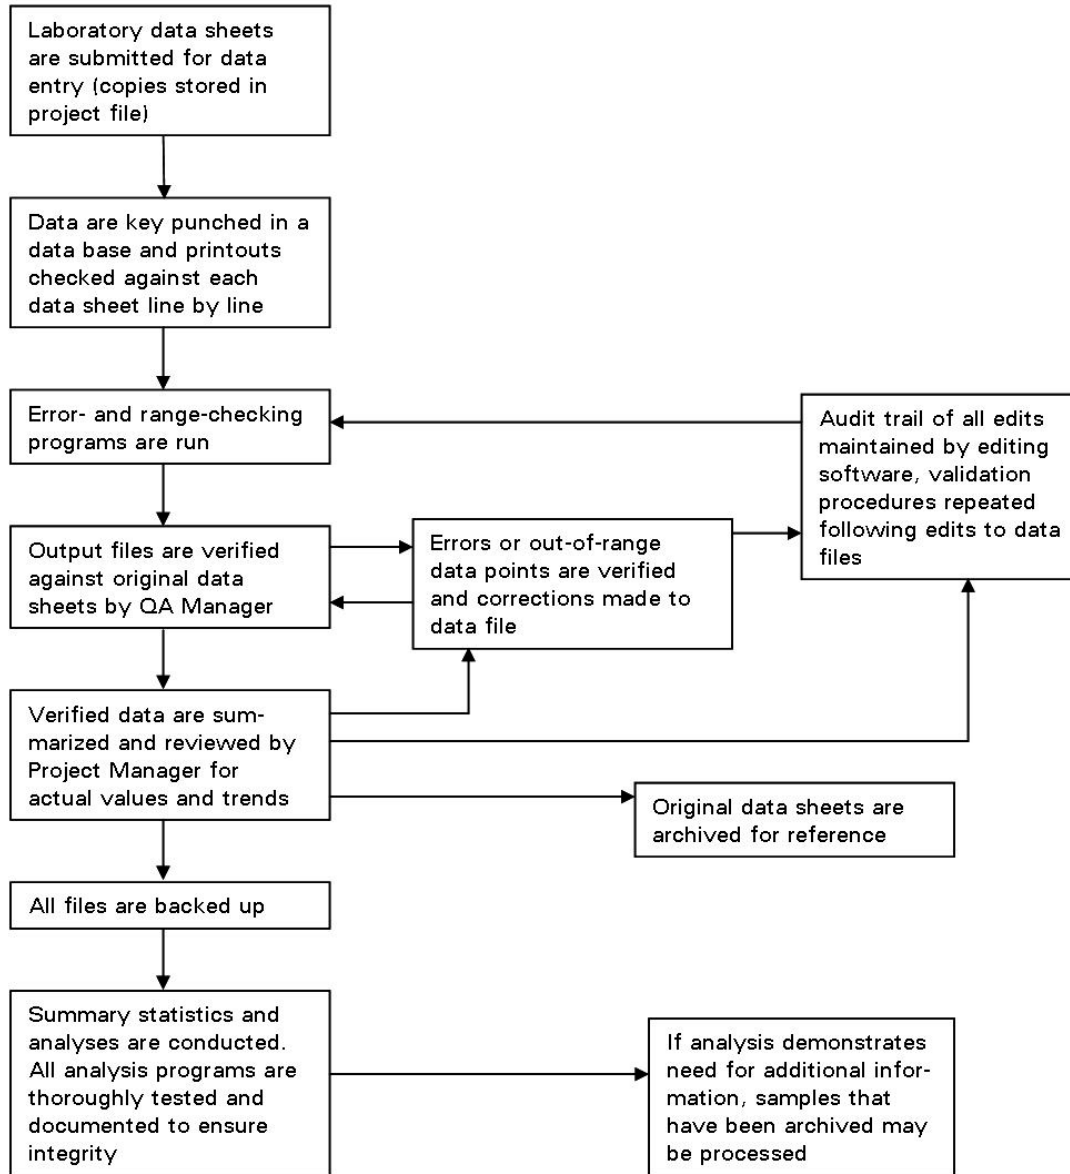 Laboratory data sheets
are submitted for data
entry (copies stored in
project file)
Data are key punched in a
data base and printouts
checked against each
data sheet line by line
Error- and range-checking
programs are run
Audit trail of all edits
maintained by editing
software, validation
procedures repeated
following edits to data
files
Output files are verified
against original data
sheets by QA Manager
Errors or out-of-range
data points are verified
and corrections made to
data file
Verified data are sum-
marized and reviewed by
Project Manager for
actual values and trends
Original data sheets are
archived for reference
All files are backed up
Summary statistics and
analyses are conducted.
All analysis programs are
thoroughly tested and
documented to ensure
integrity
If analysis demonstrates
need for additional infor-
mation, samples that
have been archived may
be processed